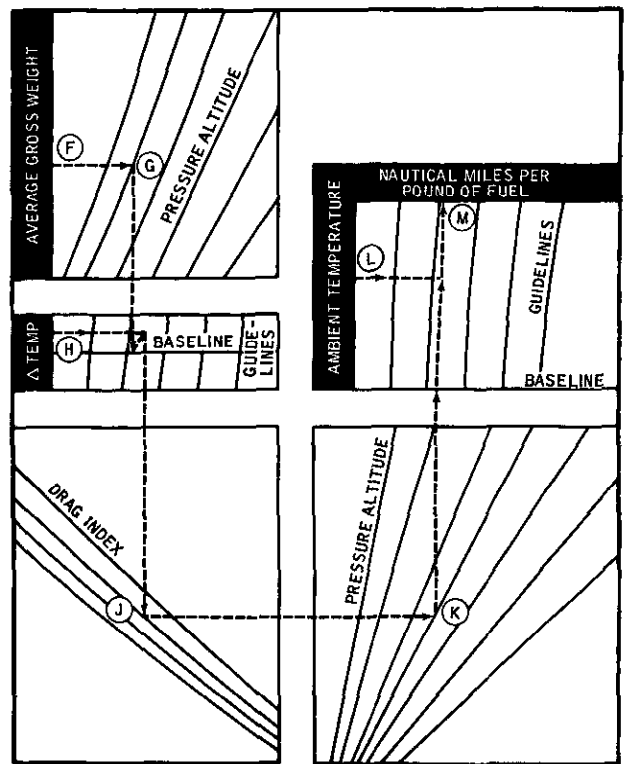 AVERAGE GROSS WEIGHT
F
G
PRESSURE ALTITUDE
Δ TEMP
H
BASELINE
GUIDE-
LINES
DRAG INDEX
J
NAUTICAL MILES PER
POUND OF FUEL
AMBIENT TEMPERATURE
L
M
GUIDELINES
BASELINE
PRESSURE ALTITUDE
K